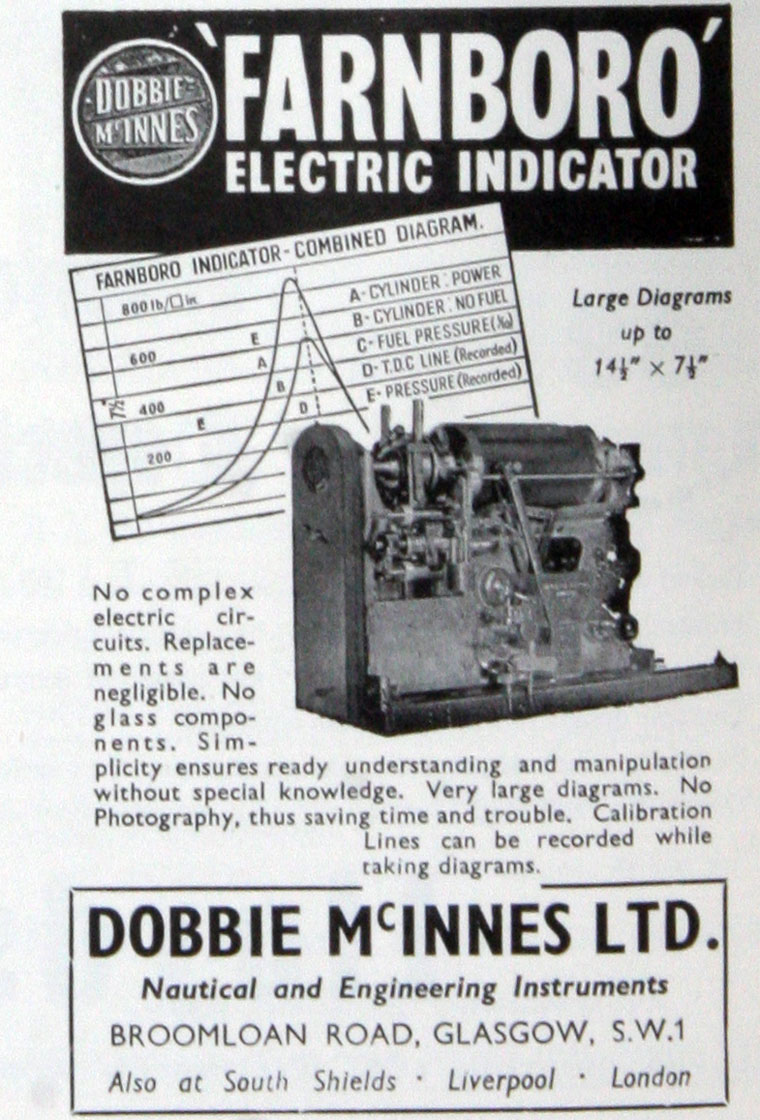 DOBBIE
McINNES
'FARNBORO'
ELECTRIC INDICATOR
FARNBORO INDICATOR-COMBINED DIAGRAM.
800 lb/□ in.
600
400
200
7½"
E
A
B
E
D
A-CYLINDER : POWER
B-CYLINDER : NO FUEL
C-FUEL PRESSURE (⅒)
D-T.D.C LINE (Recorded)
E-PRESSURE (Recorded)
Large Diagrams
up to
14½" × 7½"
No complex
electric cir-
cuits. Replace-
ments are
negligible. No
glass compo-
nents. Sim-
plicity ensures ready understanding and manipulation
without special knowledge. Very large diagrams. No
Photography, thus saving time and trouble. Calibration
Lines can be recorded while
taking diagrams.
DOBBIE McINNES LTD.
Nautical and Engineering Instruments
BROOMLOAN ROAD, GLASGOW, S.W.1
Also at South Shields · Liverpool · London